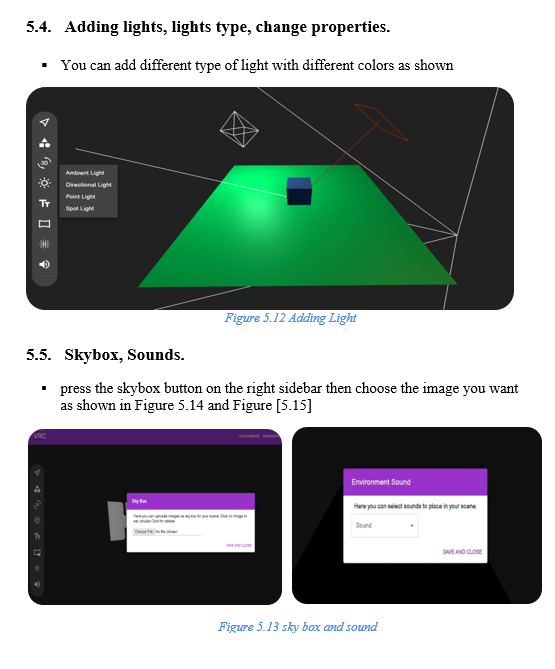 5.4. Adding lights, lights type, change properties.
▪ You can add different type of light with different colors as shown
3D
Ambient Light
Directional Light
Point Light
Spot Light
TT
Figure 5.12 Adding Light
5.5. Skybox, Sounds.
▪ press the skybox button on the right sidebar then choose the image you want
as shown in Figure 5.14 and Figure [5.15]
VRC
Sky Box
Here you can uploade images as sky box for your scene. Click on image to
set, double Click for delete.
Choose File No file chosen
SAVE AND CLOSE
Environment Sound
Here you can select sounds to place in your scene.
Sound
SAVE AND CLOSE
Figure 5.13 sky box and sound